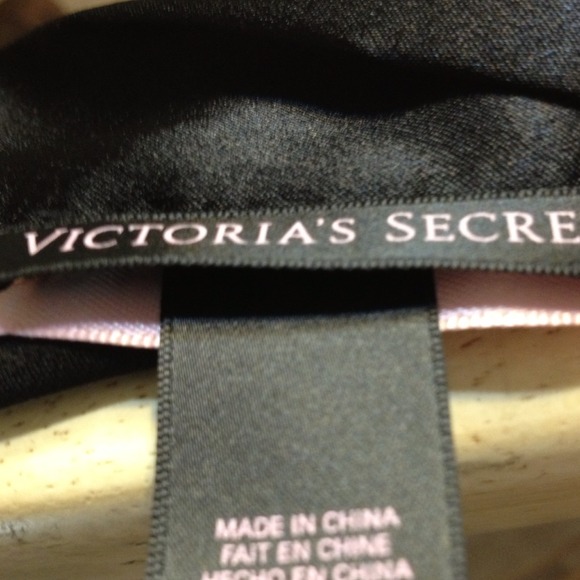 VICTORIA'S SECRE
MADE IN CHINA
FAIT EN CHINE
HECHO EN CHINA